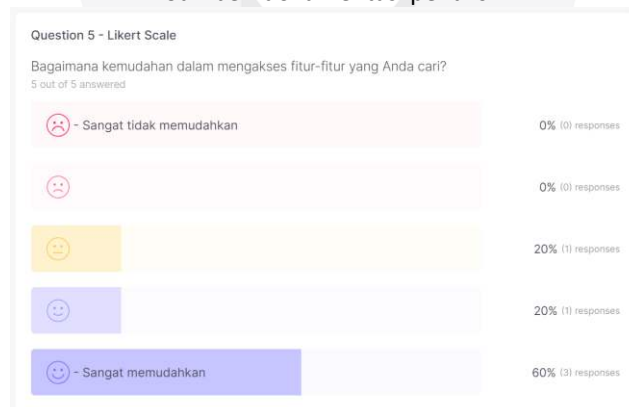 Question 5 - Likert Scale
Bagaimana kemudahan dalam mengakses fitur-fitur yang Anda cari?
5 out of 5 answered
- Sangat tidak memudahkan 0% (0) responses
0% (0) responses
20% (1) responses
20% (1) responses
- Sangat memudahkan 60% (3) responses